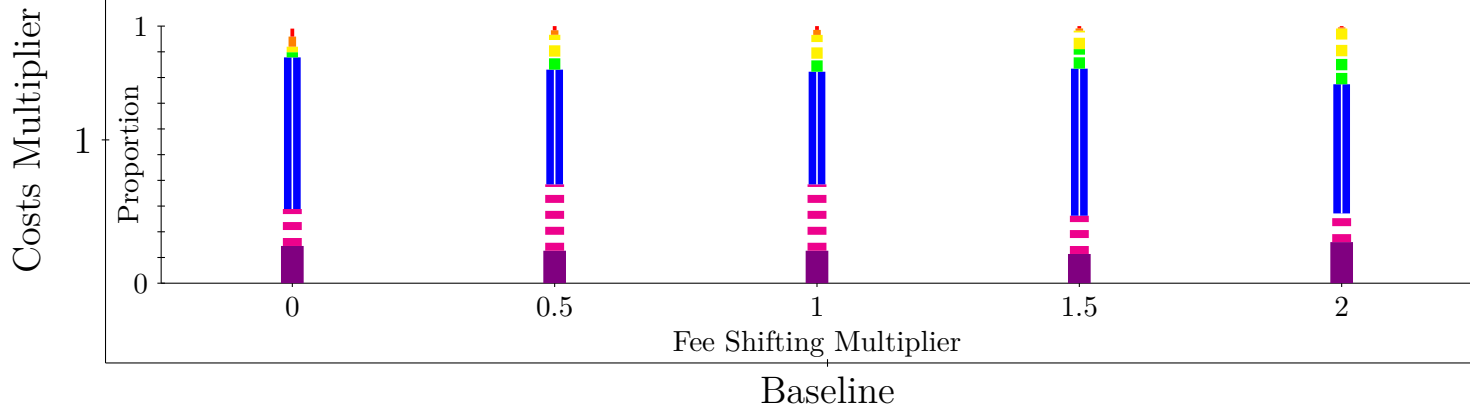 Costs Multiplier
1
Proportion
1
0
0 0.5 1 1.5 2
Fee Shifting Multiplier
Baseline